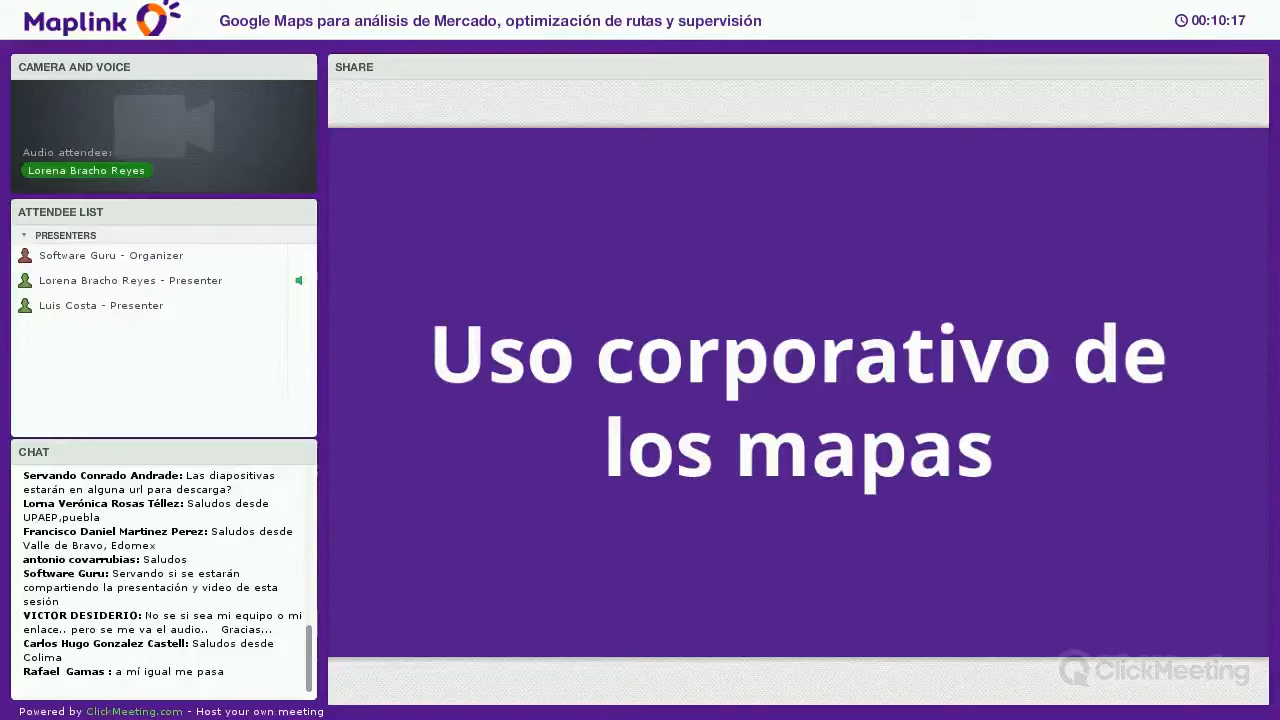 Maplink
Google Maps para análisis de Mercado, optimización de rutas y supervisión
00:10:17
CAMERA AND VOICE
Audio attendee:
Lorena Bracho Reyes
ATTENDEE LIST
PRESENTERS
Software Guru - Organizer
Lorena Bracho Reyes - Presenter
Luis Costa - Presenter
CHAT
Servando Conrado Andrade: Las diapositivas
estarán en alguna url para descarga?
Lorna Verónica Rosas Téllez: Saludos desde
UPAEP,puebla
Francisco Daniel Martinez Perez: Saludos desde
Valle de Bravo, Edomex
antonio covarrubias: Saludos
Software Guru: Servando si se estarán
compartiendo la presentación y video de esta
sesión
VICTOR DESIDERIO: No se si sea mi equipo o mi
enlace.. pero se me va el audio.. Gracias...
Carlos Hugo Gonzalez Castell: Saludos desde
Colima
Rafael Gamas : a mí igual me pasa
Powered by ClickMeeting.com - Host your own meeting
SHARE
Uso corporativo de
los mapas
ClickMeeting